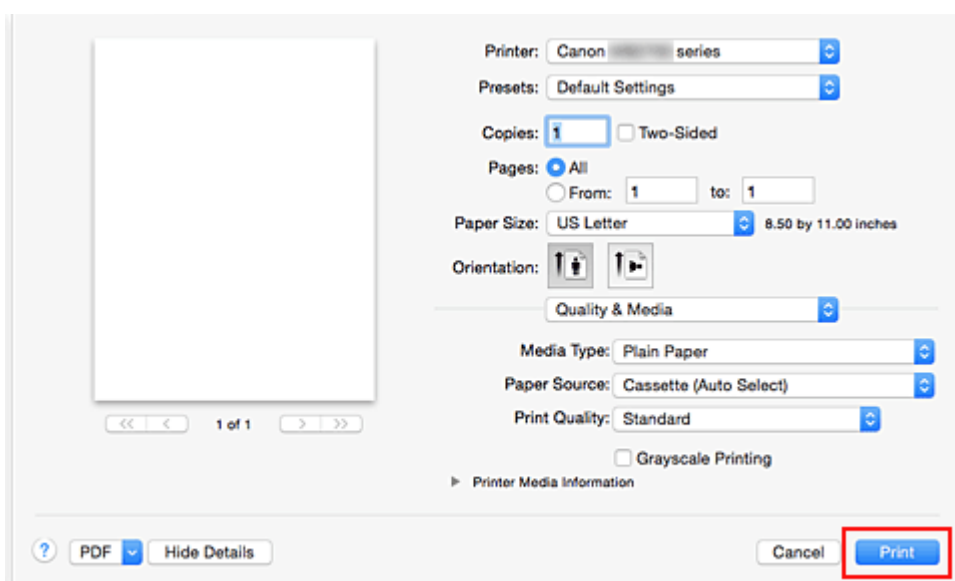 Printer: Canon series
Presets: Default Settings
Copies: 1 Two-Sided
Pages: All
From: 1 to: 1
Paper Size: US Letter 8.50 by 11.00 inches
Orientation:
Quality & Media
Media Type: Plain Paper
Paper Source: Cassette (Auto Select)
Print Quality: Standard
Grayscale Printing
Printer Media Information
<< < 1 of 1 > >>
? PDF Hide Details Cancel Print